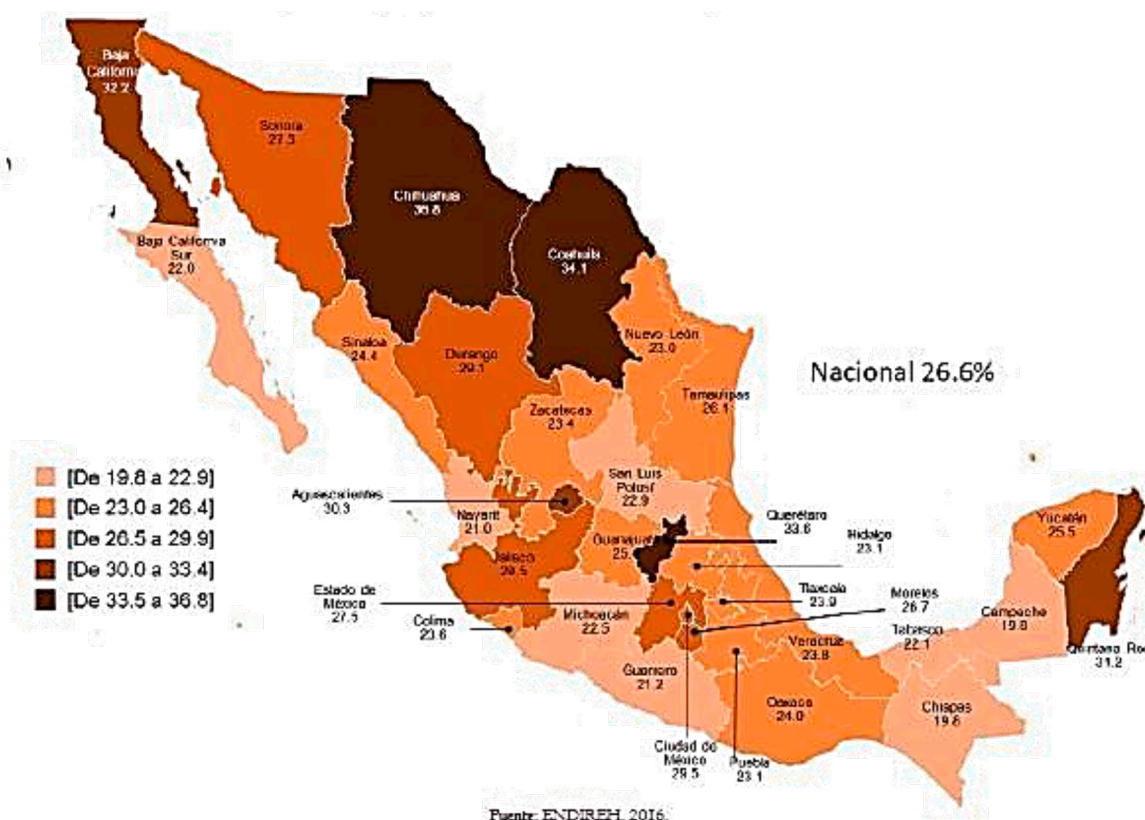 Baja
California
32.2
Sonora
27.3
Chihuahua
36.8
Coahuila
34.1
Baja California
Sur
22.0
Sinaloa
24.4
Durango
29.1
Nuevo León
23.0
Nacional 26.6%
Tamaulipas
26.1
Zacatecas
23.4
San Luis
Potosí
22.9
[De 19.8 a 22.9]
[De 23.0 a 26.4]
[De 26.5 a 29.9]
[De 30.0 a 33.4]
[De 33.5 a 36.8]
Aguascalientes
30.3
Nayarit
21.0
Jalisco
Guanajuat
25.
Querétaro
33.6
Hidalgo
23.1
Yucatán
25.5
Estado de
México
27.5
Colima
23.6
Michoacán
22.5
Tlaxcala
23.9
Morelos
26.7
Campeche
19.8
Tabasco
22.1
Veracruz
23.8
Quintana Ro
31.2
Guerrero
21.2
Oaxaca
24.0
Chiapas
19.8
Ciudad de
México
29.5
Puebla
23.1
Fuente: ENDIREH, 2016.